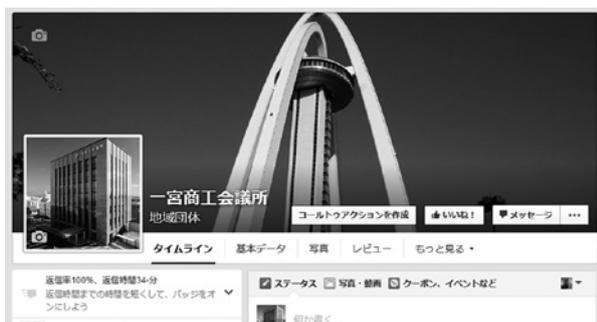 一宮商工会議所
地域団体
コールトゥアクションを作成 いいね! メッセージ
タイムライン 基本データ 写真 レビュー もっと見る
返信率100%、返信時間34-分
返信時間までの時間を短くして、バッジをオ
ンにしよう
ステータス 写真・動画 クーポン、イベントなど
何か書く...